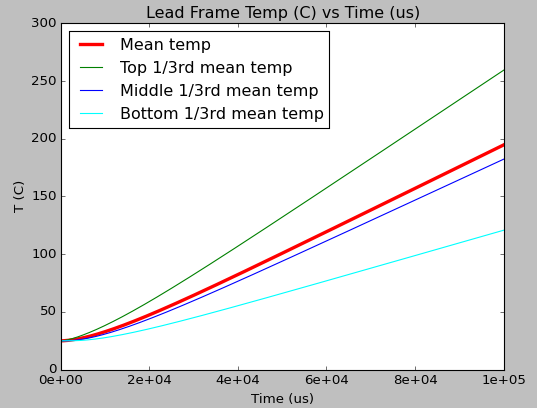 Lead Frame Temp (C) vs Time (us)
300
250
200
150
100
50
0
T (C)
Mean temp
Top 1/3rd mean temp
Middle 1/3rd mean temp
Bottom 1/3rd mean temp
0e+00 2e+04 4e+04 6e+04 8e+04 1e+05
Time (us)